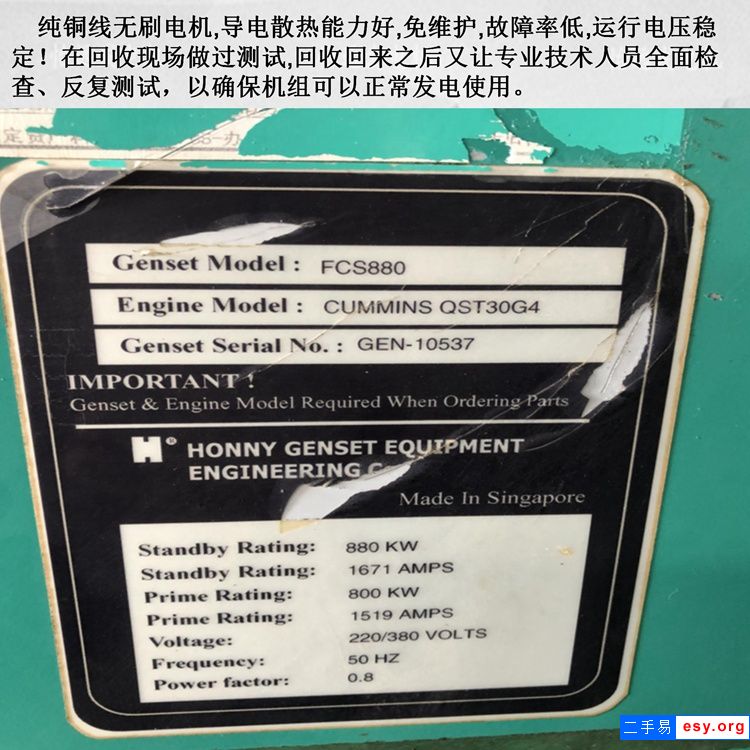 纯铜线无刷电机,导电散热能力好,免维护,故障率低,运行电压稳
定！在回收现场做过测试,回收回来之后又让专业技术人员全面检
查、反复测试，以确保机组可以正常发电使用。
Genset Model : FCS880
Engine Model : CUMMINS QST30G4
Genset Serial No. : GEN-10537
IMPORTANT !
Genset & Engine Model Required When Ordering Parts
H® HONNY GENSET EQUIPMENT
ENGINEERING
Made In Singapore
Standby Rating: 880 KW
Standby Rating: 1671 AMPS
Prime Rating: 800 KW
Prime Rating: 1519 AMPS
Voltage: 220/380 VOLTS
Frequency: 50 HZ
Power factor: 0.8
二手易 esy.org